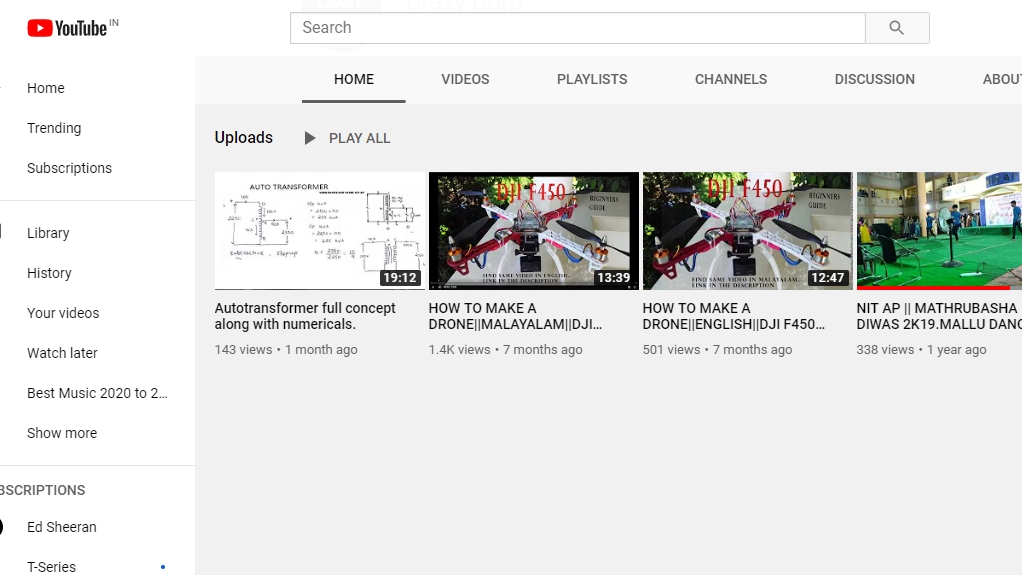 YouTube IN
Search
Home
Trending
Subscriptions
Library
History
Your videos
Watch later
Best Music 2020 to 2...
Show more
BSCRIPTIONS
Ed Sheeran
T-Series
HOME VIDEOS PLAYLISTS CHANNELS DISCUSSION ABOU
Uploads PLAY ALL
AUTO TRANSFORMER
19:12
Autotransformer full concept
along with numericals.
143 views • 1 month ago
DJI F450
BEGINNERS
GUIDE
FIND SAME VIDEO IN ENGLISH..
LINK IN THE DESCRIPTION
13:39
HOW TO MAKE A
DRONE||MALAYALAM||DJI...
1.4K views • 7 months ago
DJI F450
BEGINNERS
GUIDE
FIND SAME VIDEO IN MALAYALAM..
LINK IN THE DESCRIPTION
12:47
HOW TO MAKE A
DRONE||ENGLISH||DJI F450...
501 views • 7 months ago
NIT AP || MATHRUBASHA
DIWAS 2K19.MALLU DANC
338 views • 1 year ago